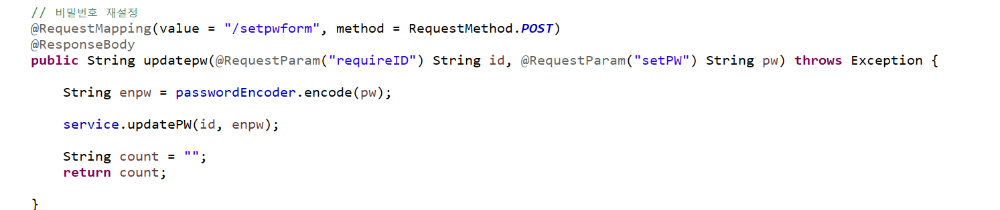 // 비밀번호 재설정
@RequestMapping(value = "/setpwform", method = RequestMethod.POST)
@ResponseBody
public String updatepw(@RequestParam("requireID") String id, @RequestParam("setPW") String pw) throws Exception {
String enpw = passwordEncoder.encode(pw);
service.updatePW(id, enpw);
String count = "";
return count;
}